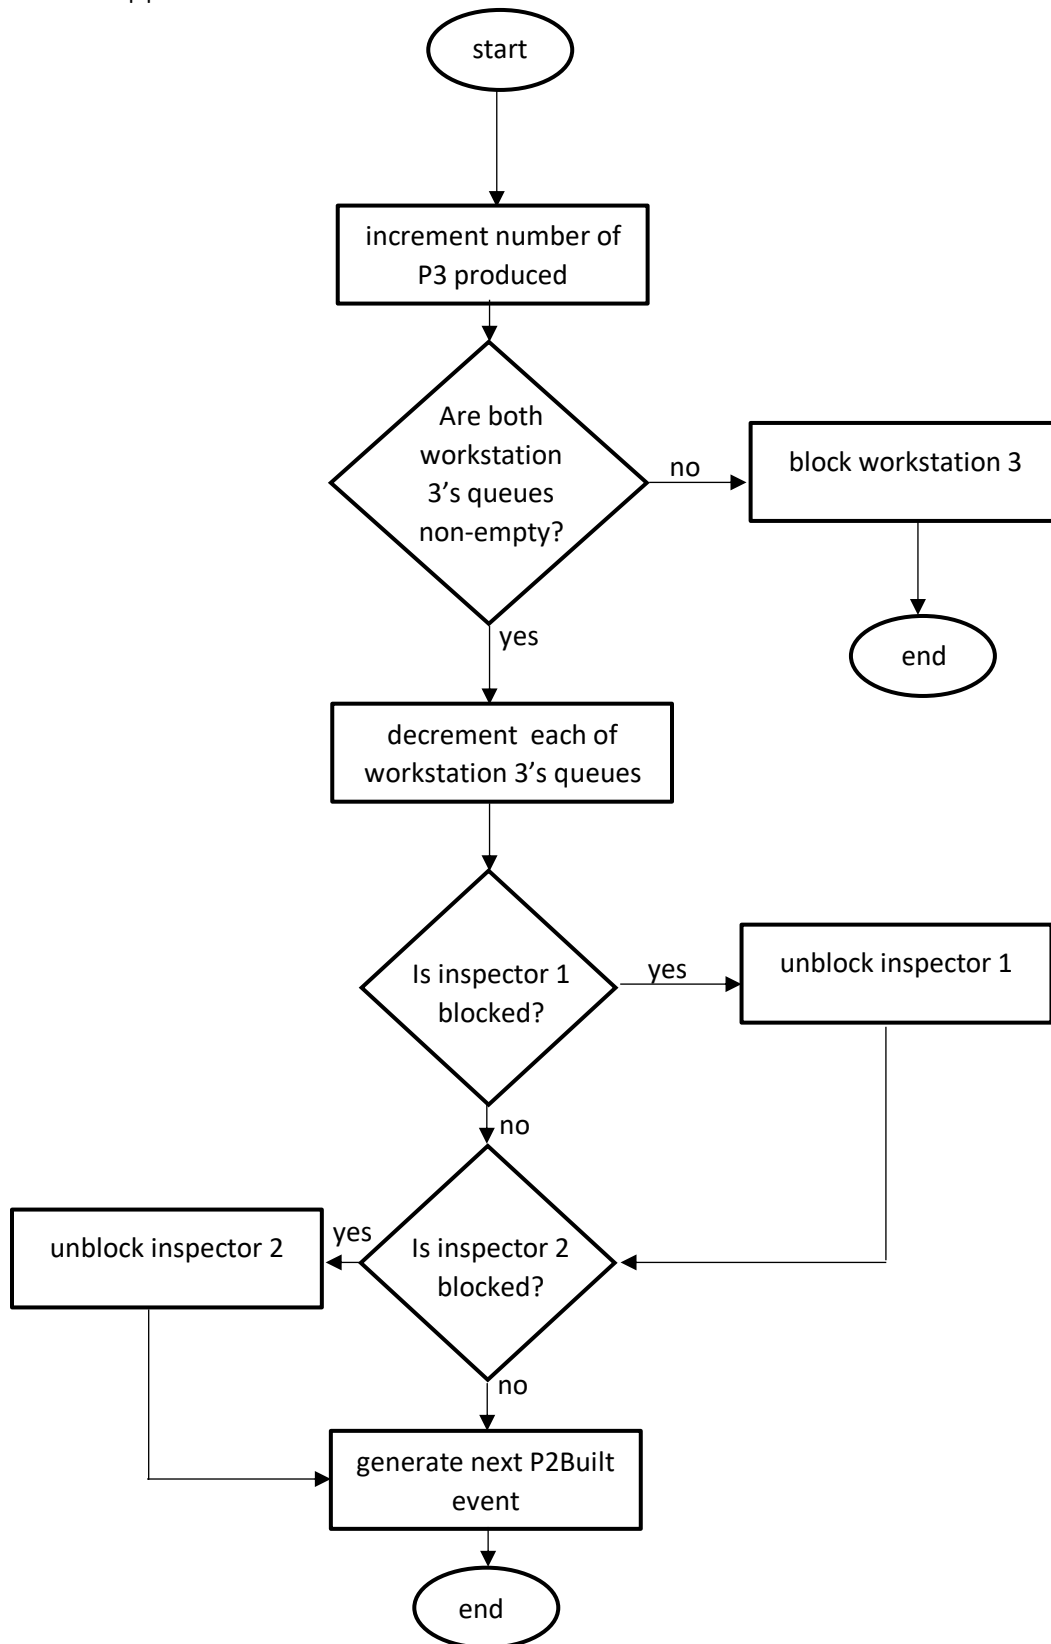 start
increment number of
P3 produced
Are both
workstation
3’s queues
non-empty?
no
block workstation 3
end
yes
decrement  each of
workstation 3’s queues
Is inspector 1
blocked?
yes
unblock inspector 1
no
Is inspector 2
blocked?
yes
unblock inspector 2
no
generate next P2Built
event
end